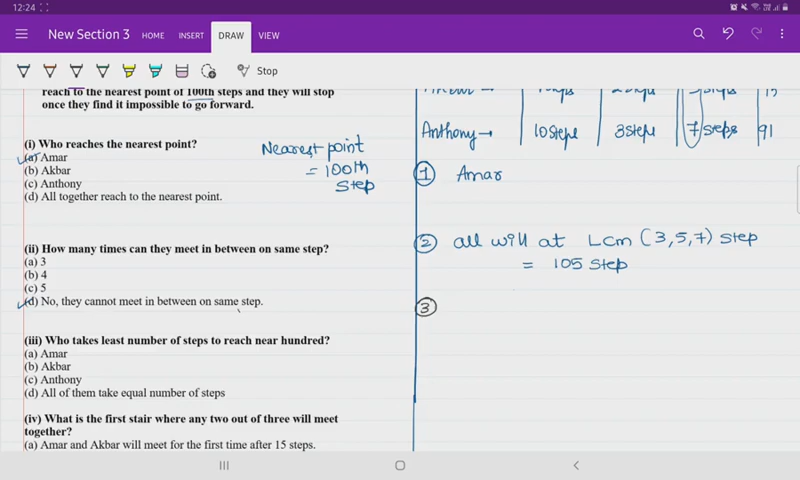 12:24
New Section 3 HOME INSERT DRAW VIEW
Stop
reach to the nearest point of 100th steps and they will stop
once they find it impossible to go forward.
Anthony→ 10 steps 3 steps 7 steps 91
(i) Who reaches the nearest point?
(a) Amar
(b) Akbar
(c) Anthony
(d) All together reach to the nearest point.
Nearest point
= 100th
step
1 Amar
2 all will at Lcm (3,5,7) step
= 105 step
(ii) How many times can they meet in between on same step?
(a) 3
(b) 4
(c) 5
(d) No, they cannot meet in between on same step.
3
(iii) Who takes least number of steps to reach near hundred?
(a) Amar
(b) Akbar
(c) Anthony
(d) All of them take equal number of steps
(iv) What is the first stair where any two out of three will meet
together?
(a) Amar and Akbar will meet for the first time after 15 steps.